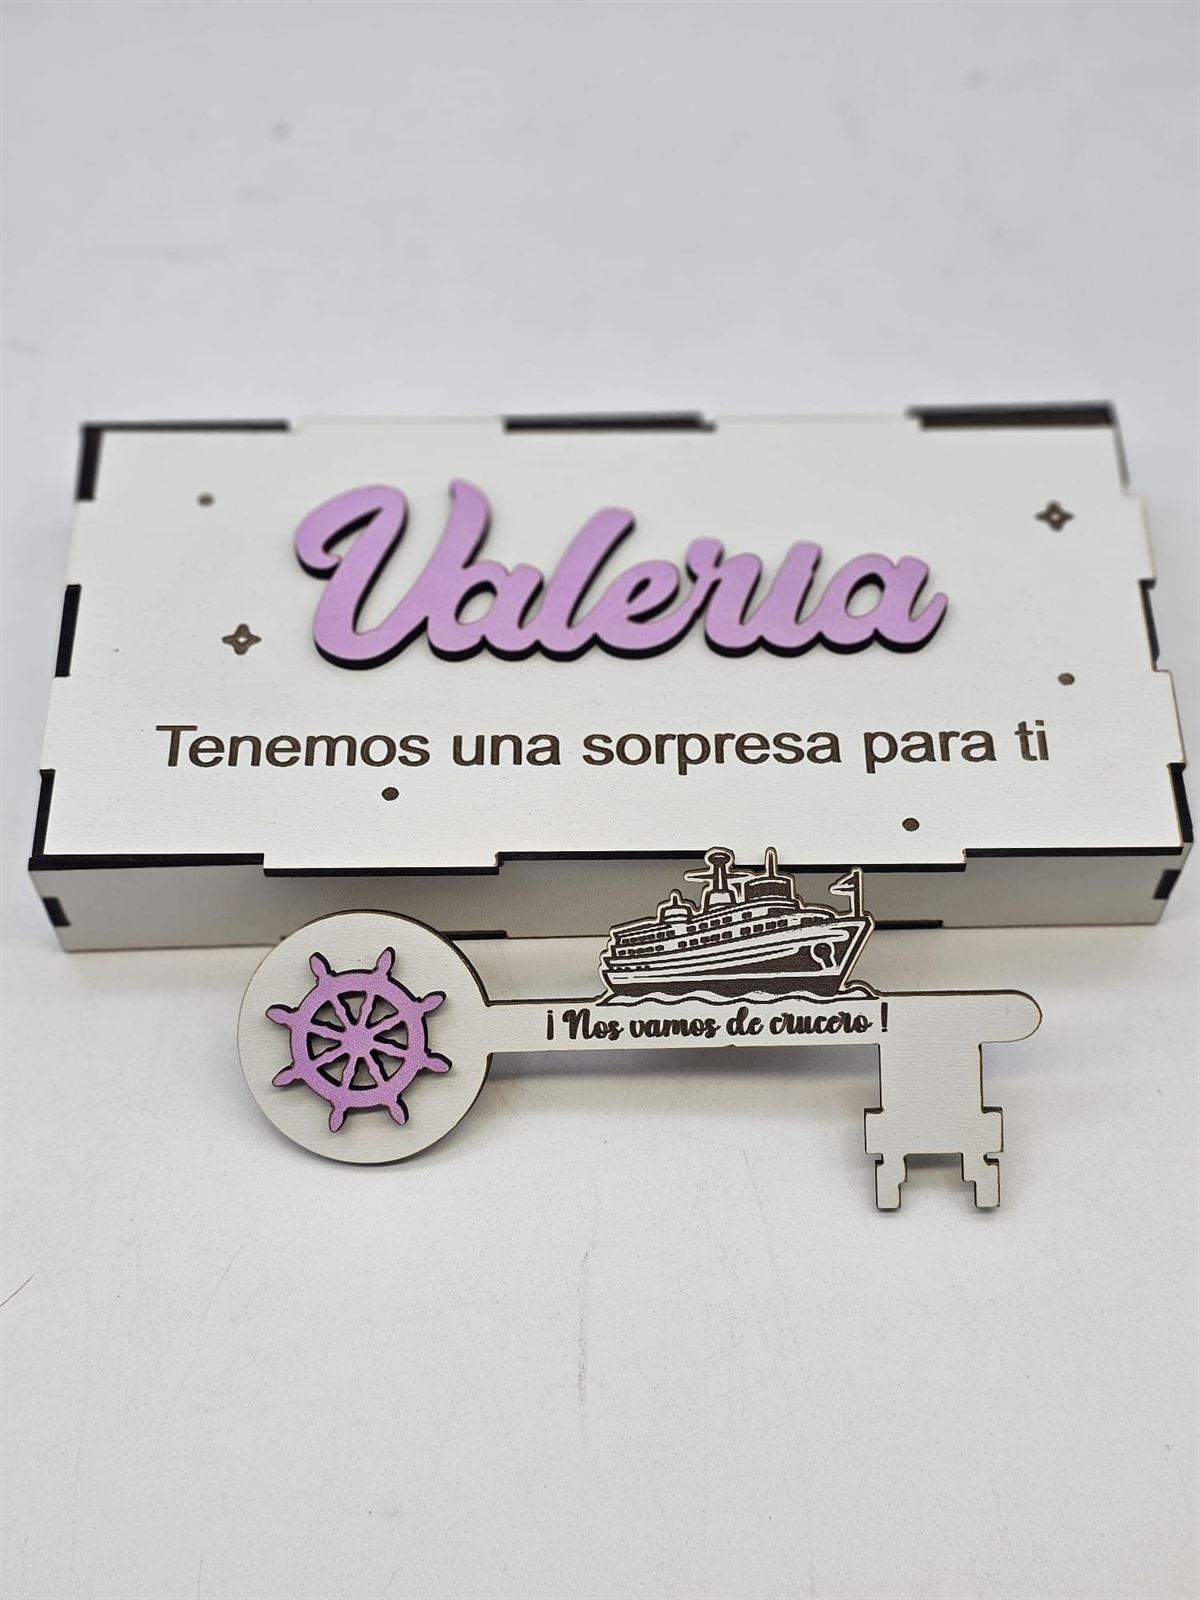 Valeria
Tenemos una sorpresa para ti
¡ Nos vamos de crucero !